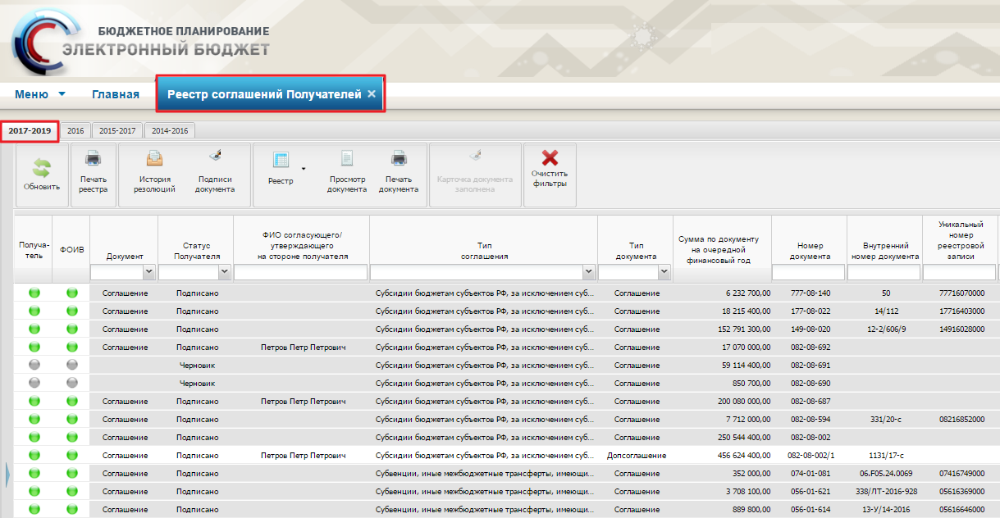 БЮДЖЕТНОЕ ПЛАНИРОВАНИЕ
ЭЛЕКТРОННЫЙ БЮДЖЕТ
Меню Главная Реестр соглашений Получателей ×
2017-2019 2016 2015-2017 2014-2016
Обновить
Печать
реестра
История
резолюций
Подписи
документа
Реестр
Просмотр
документа
Печать
документа
Карточка документа
заполнена
Очистить
фильтры
Получа-
тель
ФОИВ
Документ
Статус
Получателя
ФИО согласующего/
утверждающего
на стороне получателя
Тип
соглашения
Тип
документа
Сумма по документу
на очередной
финансовый год
Номер
документа
Внутренний
номер документа
Уникальный
номер
реестровой
записи
Соглашение Подписано Субсидии бюджетам субъектов РФ, за исключением суб... Соглашение 6 232 700,00 777-08-140 50 77716070000
Соглашение Подписано Субсидии бюджетам субъектов РФ, за исключением суб... Соглашение 18 215 400,00 177-08-022 14/112 17716403000
Соглашение Подписано Субсидии бюджетам субъектов РФ, за исключением суб... Соглашение 152 791 300,00 149-08-020 12-2/606/9 14916028000
Соглашение Подписано Петров Петр Петрович Субсидии бюджетам субъектов РФ, за исключением суб... Соглашение 17 070 000,00 082-08-692
Черновик Субсидии бюджетам субъектов РФ, за исключением суб... Соглашение 59 114 400,00 082-08-691
Черновик Субсидии бюджетам субъектов РФ, за исключением суб... Соглашение 850 700,00 082-08-690
Соглашение Подписано Петров Петр Петрович Субсидии бюджетам субъектов РФ, за исключением суб... Соглашение 200 080 000,00 082-08-687
Соглашение Подписано Субсидии бюджетам субъектов РФ, за исключением суб... Соглашение 7 712 000,00 082-08-594 331/20-с 08216852000
Соглашение Подписано Субсидии бюджетам субъектов РФ, за исключением суб... Соглашение 250 544 400,00 082-08-002
Соглашение Подписано Петров Петр Петрович Субсидии бюджетам субъектов РФ, за исключением суб... Допсоглашение 456 624 400,00 082-08-002/1 1131/17-с
Соглашение Подписано Субвенции, иные межбюджетные трансферты, имеющи... Соглашение 352 000,00 074-01-081 06.F05.24.0069 07416749000
Соглашение Подписано Субвенции, иные межбюджетные трансферты, имеющи... Соглашение 3 708 100,00 056-01-621 338/ЛТ-2016-928 05616369000
Соглашение Подписано Субвенции, иные межбюджетные трансферты, имеющи... Соглашение 889 800,00 056-01-614 13-У/14-2016 05616646000